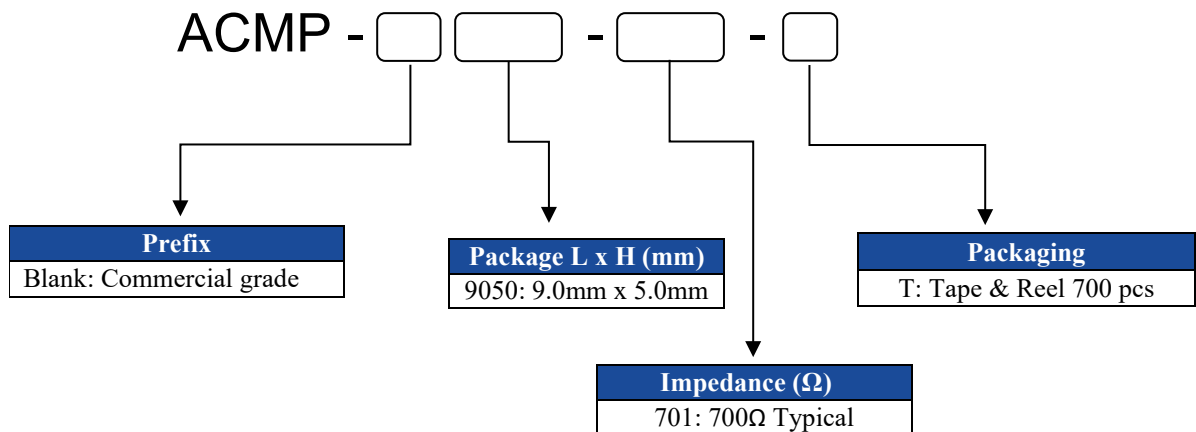 ACMP - - -
Prefix
Blank: Commercial grade
Package L x H (mm)
9050: 9.0mm x 5.0mm
Packaging
T: Tape & Reel 700 pcs
Impedance (Ω)
701: 700Ω Typical